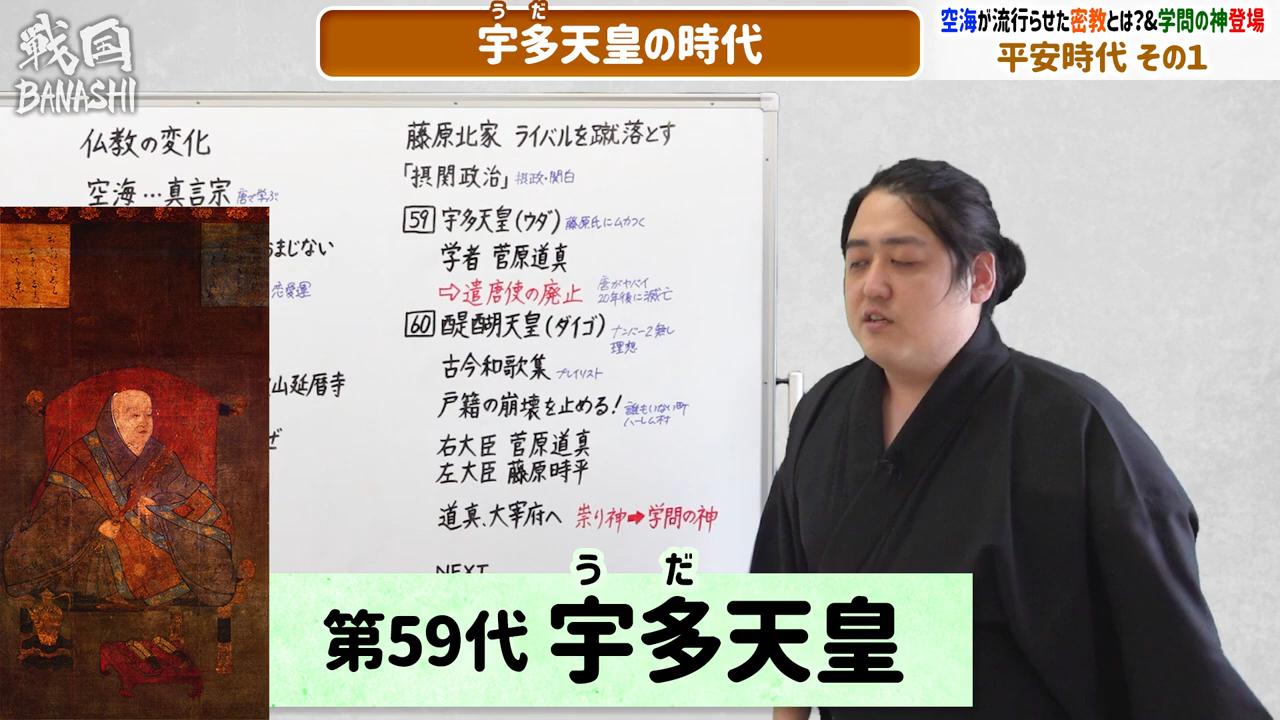 戦国
BANASHI
うだ
宇多天皇の時代
空海が流行らせた密教とは?&学問の神登場
平安時代 その1
仏教の変化
空海…真言宗 唐で学ぶ
まじない
恋愛運
山延暦寺
藤原北家 ライバルを蹴落とす
「摂関政治」 摂政・関白
59 宇多天皇(ウダ) 藤原氏にムカつく
学者 菅原道真
⇨遣唐使の廃止 唐がヤバイ
20年後に滅亡
60 醍醐天皇(ダイゴ) ナンバー2無し
理想
古今和歌集 プレイリスト
戸籍の崩壊を止める! 誰もいない町
ハーレム村
右大臣 菅原道真
左大臣 藤原時平
道真、大宰府へ 祟り神➡学問の神
NEXT
うだ
第59代 宇多天皇